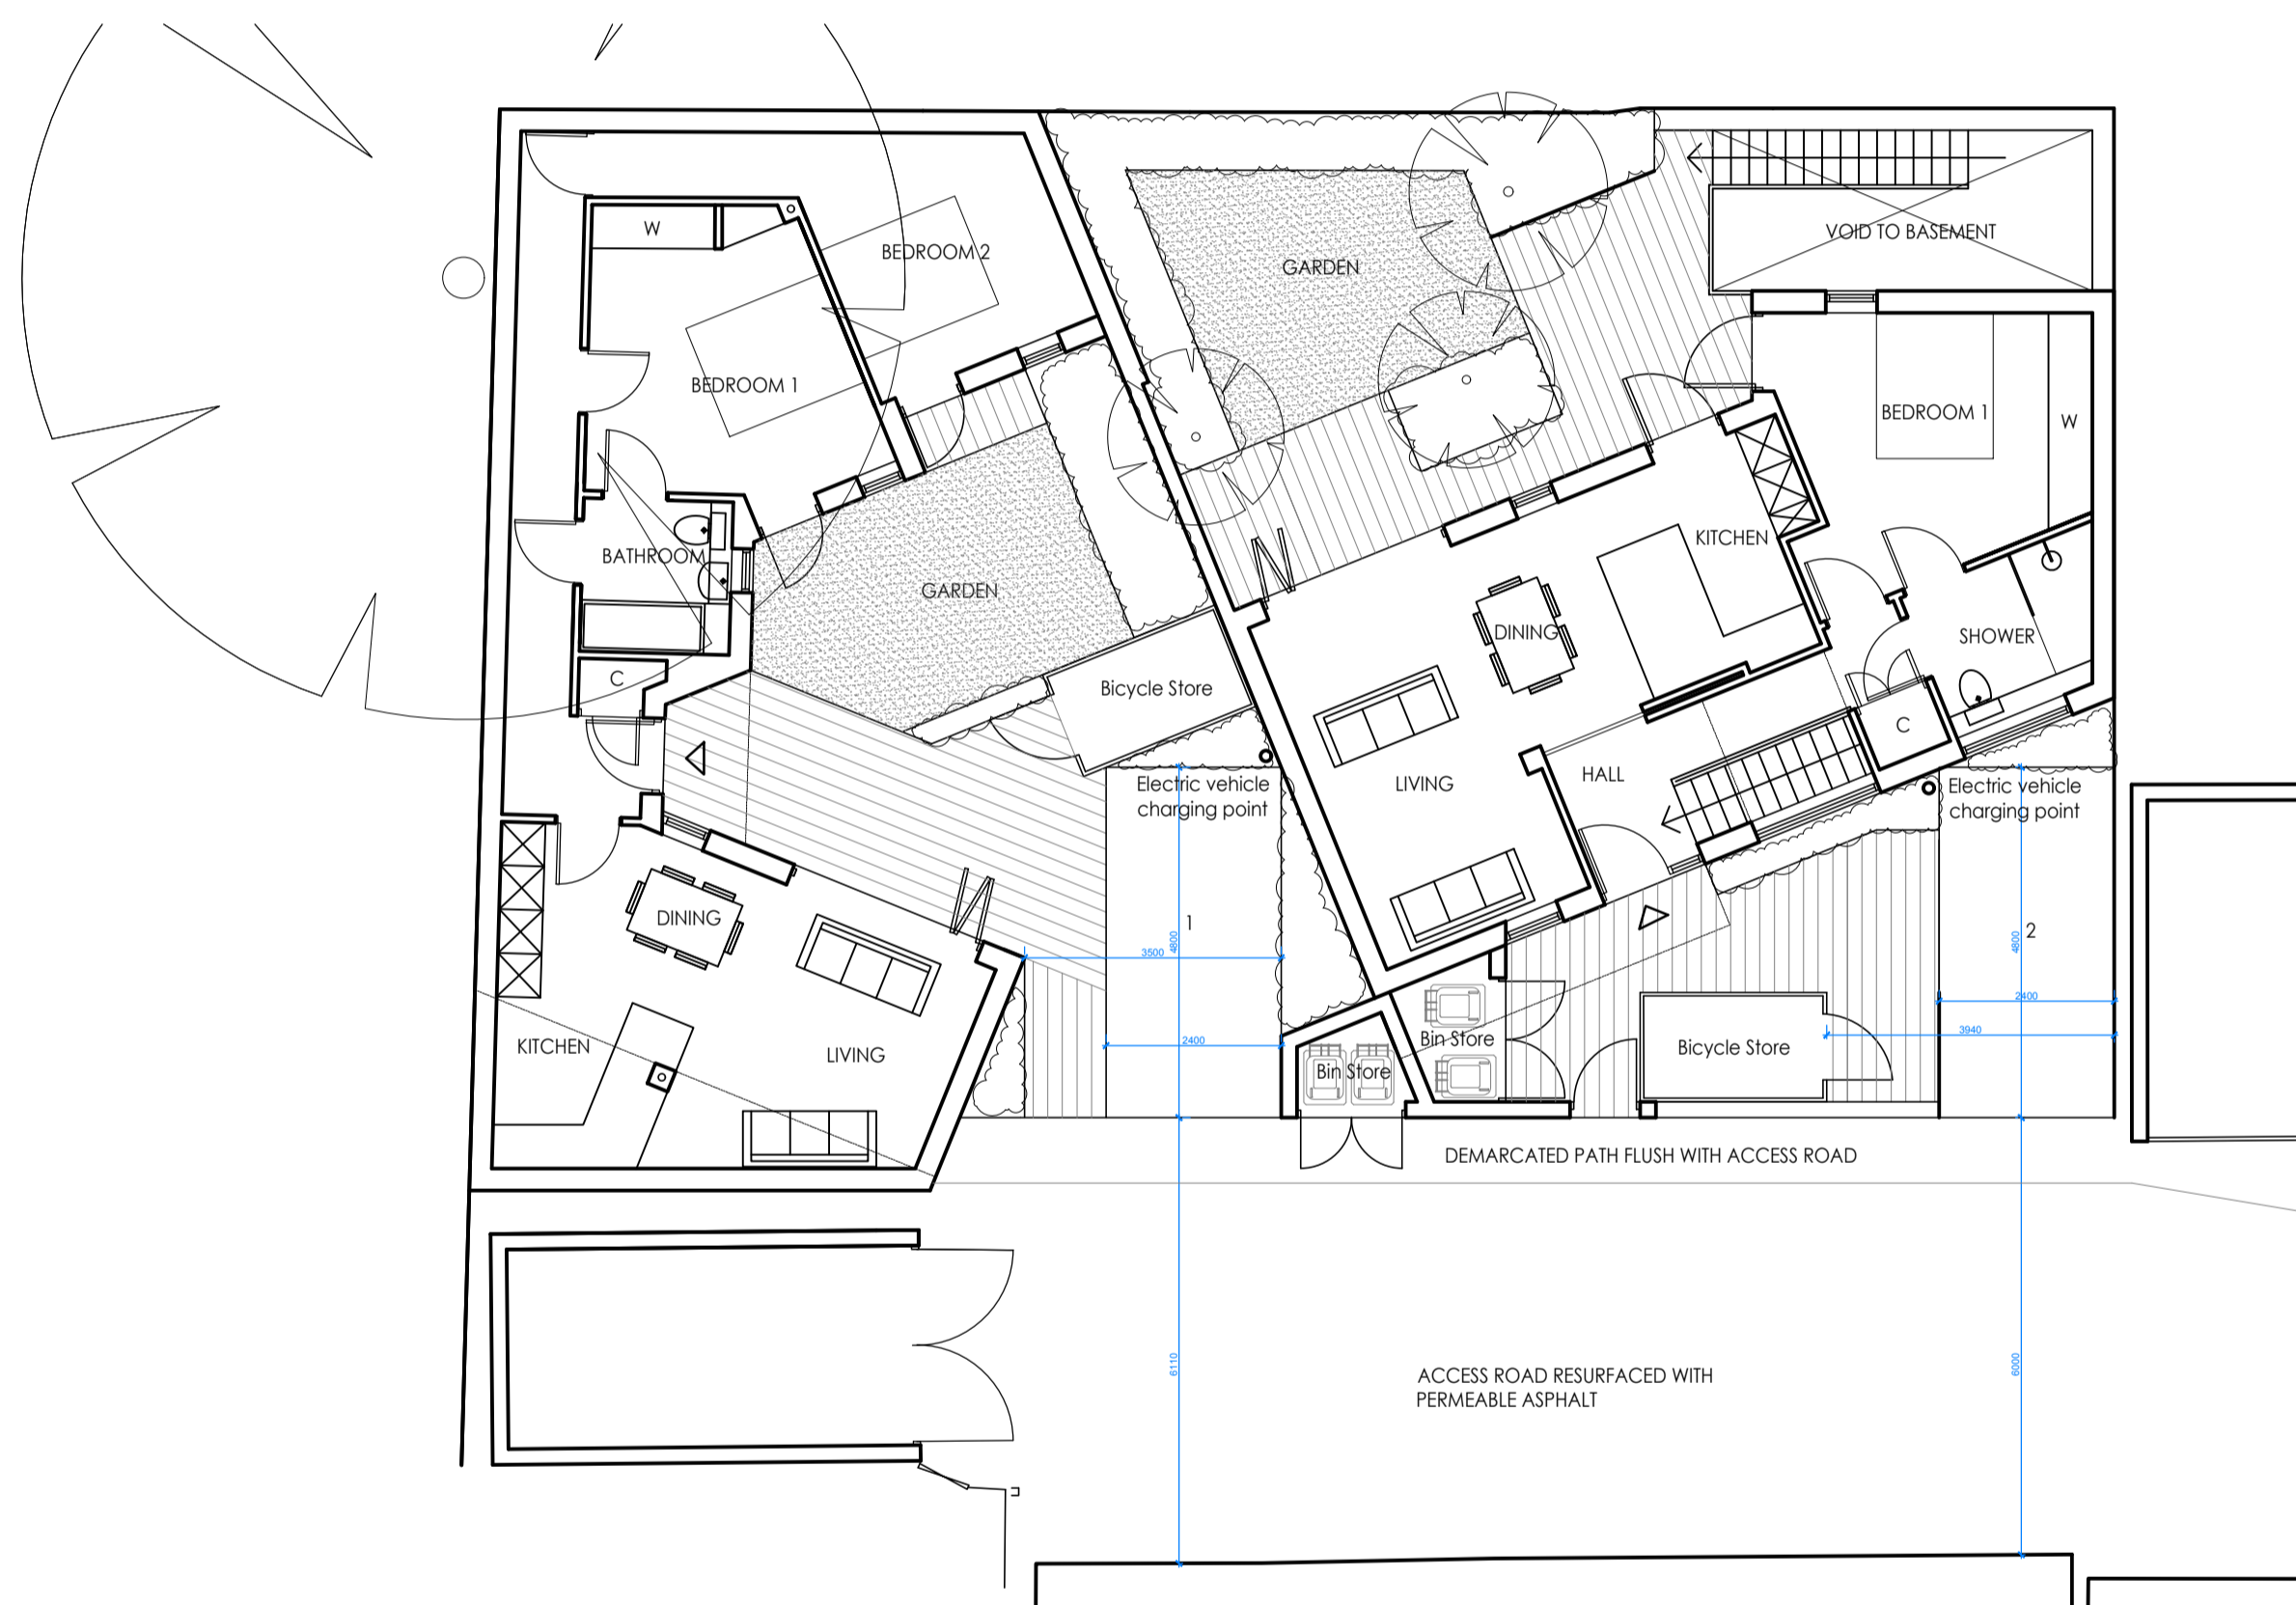 W
BEDROOM 2
GARDEN
VOID TO BASEMENT
BEDROOM 1
BEDROOM 1
W
BATHROOM
GARDEN
KITCHEN
DINING
SHOWER
C
Bicycle Store
C
HALL
LIVING
Electric vehicle
charging point
Electric vehicle
charging point
DINING
1
2
4800
4800
3500
2400
3940
2400
KITCHEN
LIVING
Bin Store
Bin Store
Bicycle Store
DEMARCATED PATH FLUSH WITH ACCESS ROAD
6110
6000
ACCESS ROAD RESURFACED WITH
PERMEABLE ASPHALT